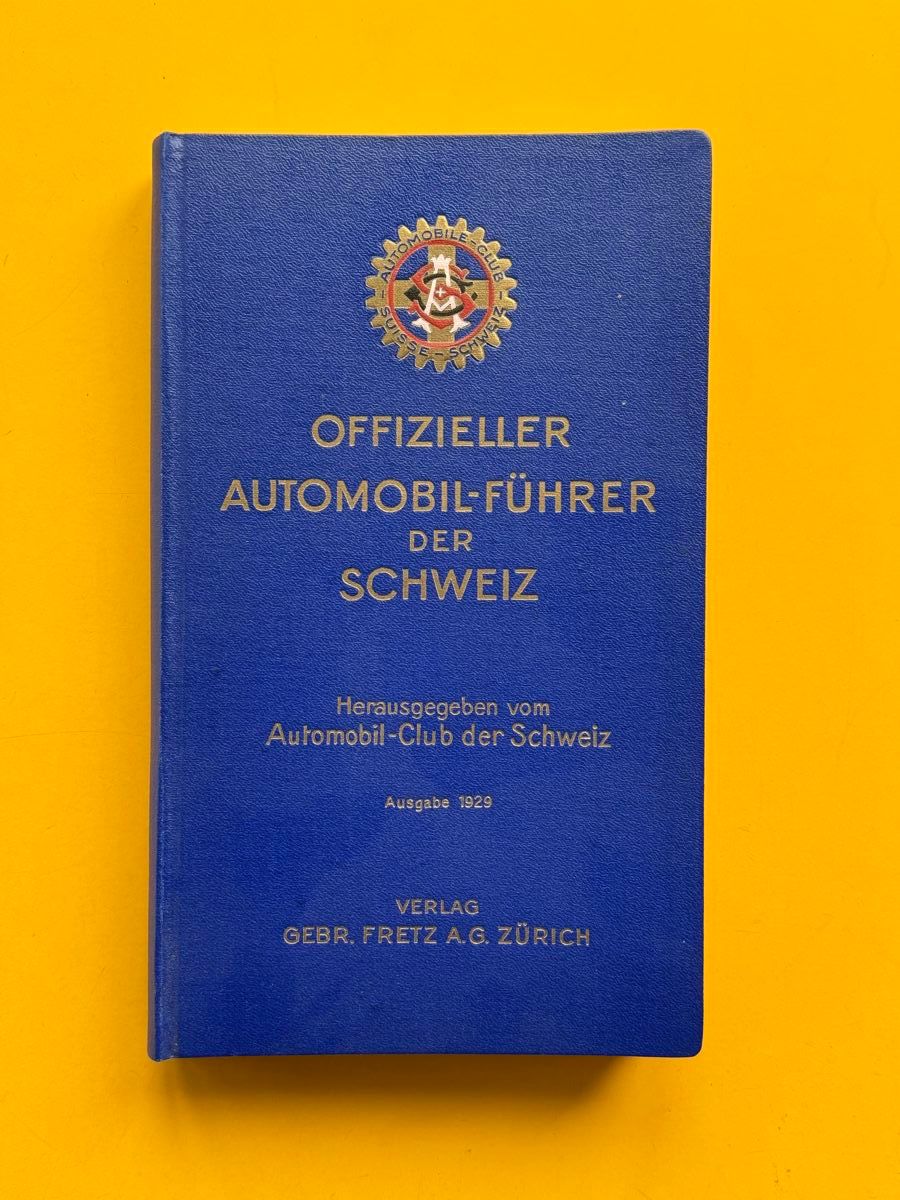 AUTOMOBILE-CLUB
- SUISSE - SCHWEIZ -
OFFIZIELLER
AUTOMOBIL-FÜHRER
DER
SCHWEIZ
Herausgegeben vom
Automobil-Club der Schweiz
Ausgabe 1929
VERLAG
GEBR. FRETZ A.G. ZÜRICH